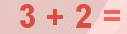 3 + 2 =